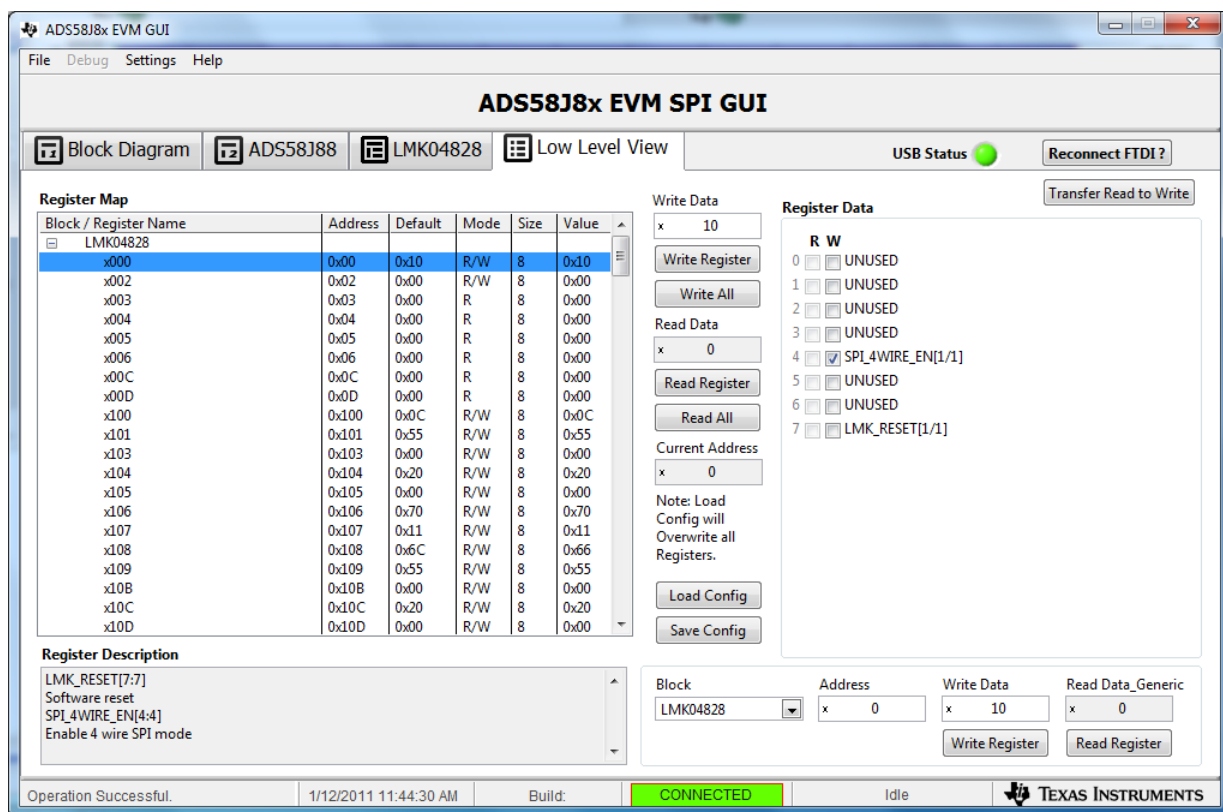 ADS58J8x EVM GUI
File Debug Settings Help
ADS58J8x EVM SPI GUI
Block Diagram ADS58J88 LMK04828 Low Level View
USB Status Reconnect FTDI ?
Transfer Read to Write
Register Map
Block / Register Name Address Default Mode Size Value
LMK04828
x000 0x00 0x10 R/W 8 0x10
x002 0x02 0x00 R/W 8 0x00
x003 0x03 0x00 R 8 0x00
x004 0x04 0x00 R 8 0x00
x005 0x05 0x00 R 8 0x00
x006 0x06 0x00 R 8 0x00
x00C 0x0C 0x00 R 8 0x00
x00D 0x0D 0x00 R 8 0x00
x100 0x100 0x0C R/W 8 0x0C
x101 0x101 0x55 R/W 8 0x55
x103 0x103 0x00 R/W 8 0x00
x104 0x104 0x20 R/W 8 0x20
x105 0x105 0x00 R/W 8 0x00
x106 0x106 0x70 R/W 8 0x70
x107 0x107 0x11 R/W 8 0x11
x108 0x108 0x6C R/W 8 0x66
x109 0x109 0x55 R/W 8 0x55
x10B 0x10B 0x00 R/W 8 0x00
x10C 0x10C 0x20 R/W 8 0x20
x10D 0x10D 0x00 R/W 8 0x00
Register Description
LMK_RESET[7:7]
Software reset
SPI_4WIRE_EN[4:4]
Enable 4 wire SPI mode
Write Data
x 10
Write Register
Write All
Read Data
x 0
Read Register
Read All
Current Address
x 0
Note: Load
Config will
Overwrite all
Registers.
Load Config
Save Config
Register Data
R W
0 UNUSED
1 UNUSED
2 UNUSED
3 UNUSED
4 SPI_4WIRE_EN[1/1]
5 UNUSED
6 UNUSED
7 LMK_RESET[1/1]
Block Address Write Data Read Data_Generic
LMK04828 x 0 x 10 x 0
Write Register Read Register
Operation Successful. 1/12/2011 11:44:30 AM Build: CONNECTED Idle TEXAS INSTRUMENTS